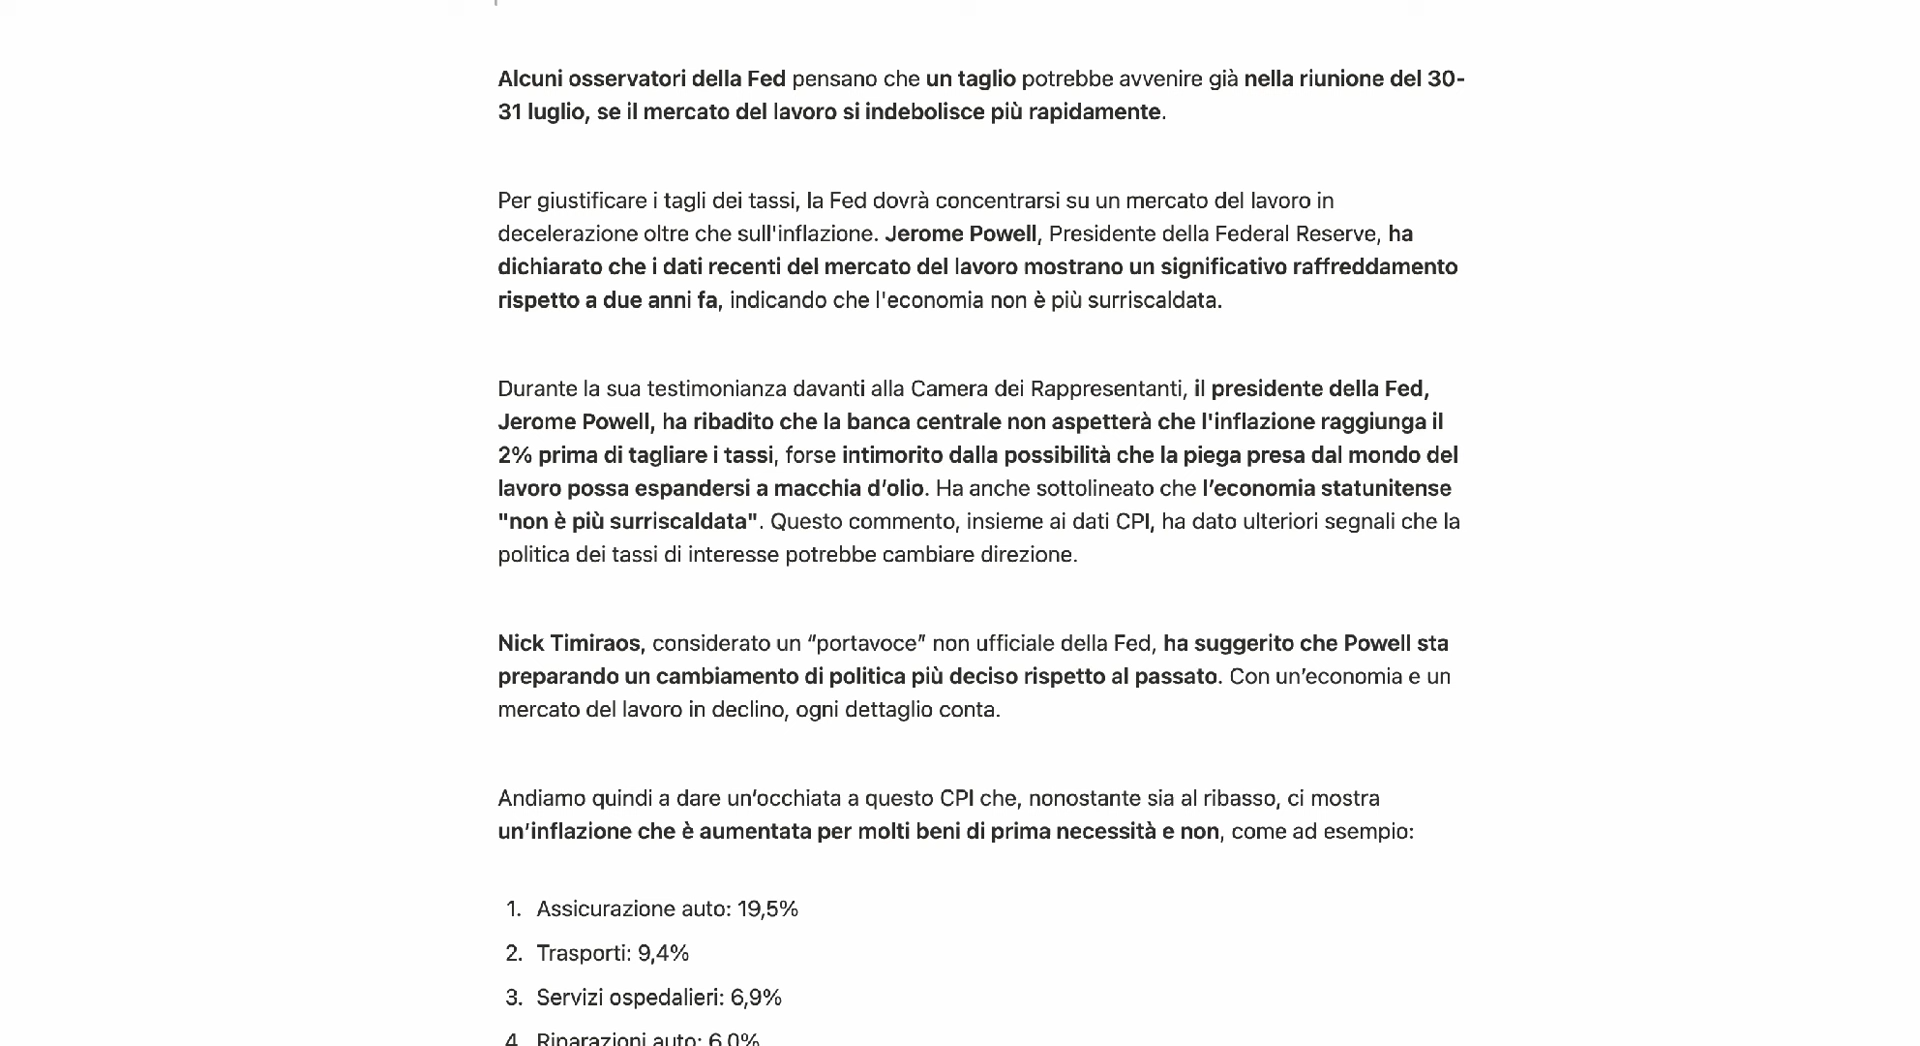 Alcuni osservatori della Fed pensano che un taglio potrebbe avvenire già nella riunione del 30-
31 luglio, se il mercato del lavoro si indebolisce più rapidamente.
Per giustificare i tagli dei tassi, la Fed dovrà concentrarsi su un mercato del lavoro in
decelerazione oltre che sull'inflazione. Jerome Powell, Presidente della Federal Reserve, ha
dichiarato che i dati recenti del mercato del lavoro mostrano un significativo raffreddamento
rispetto a due anni fa, indicando che l'economia non è più surriscaldata.
Durante la sua testimonianza davanti alla Camera dei Rappresentanti, il presidente della Fed,
Jerome Powell, ha ribadito che la banca centrale non aspetterà che l'inflazione raggiunga il
2% prima di tagliare i tassi, forse intimorito dalla possibilità che la piega presa dal mondo del
lavoro possa espandersi a macchia d’olio. Ha anche sottolineato che l’economia statunitense
"non è più surriscaldata". Questo commento, insieme ai dati CPI, ha dato ulteriori segnali che la
politica dei tassi di interesse potrebbe cambiare direzione.
Nick Timiraos, considerato un “portavoce” non ufficiale della Fed, ha suggerito che Powell sta
preparando un cambiamento di politica più deciso rispetto al passato. Con un’economia e un
mercato del lavoro in declino, ogni dettaglio conta.
Andiamo quindi a dare un’occhiata a questo CPI che, nonostante sia al ribasso, ci mostra
un’inflazione che è aumentata per molti beni di prima necessità e non, come ad esempio:
1. Assicurazione auto: 19,5%
2. Trasporti: 9,4%
3. Servizi ospedalieri: 6,9%
4. Riparazioni auto: 6,0%